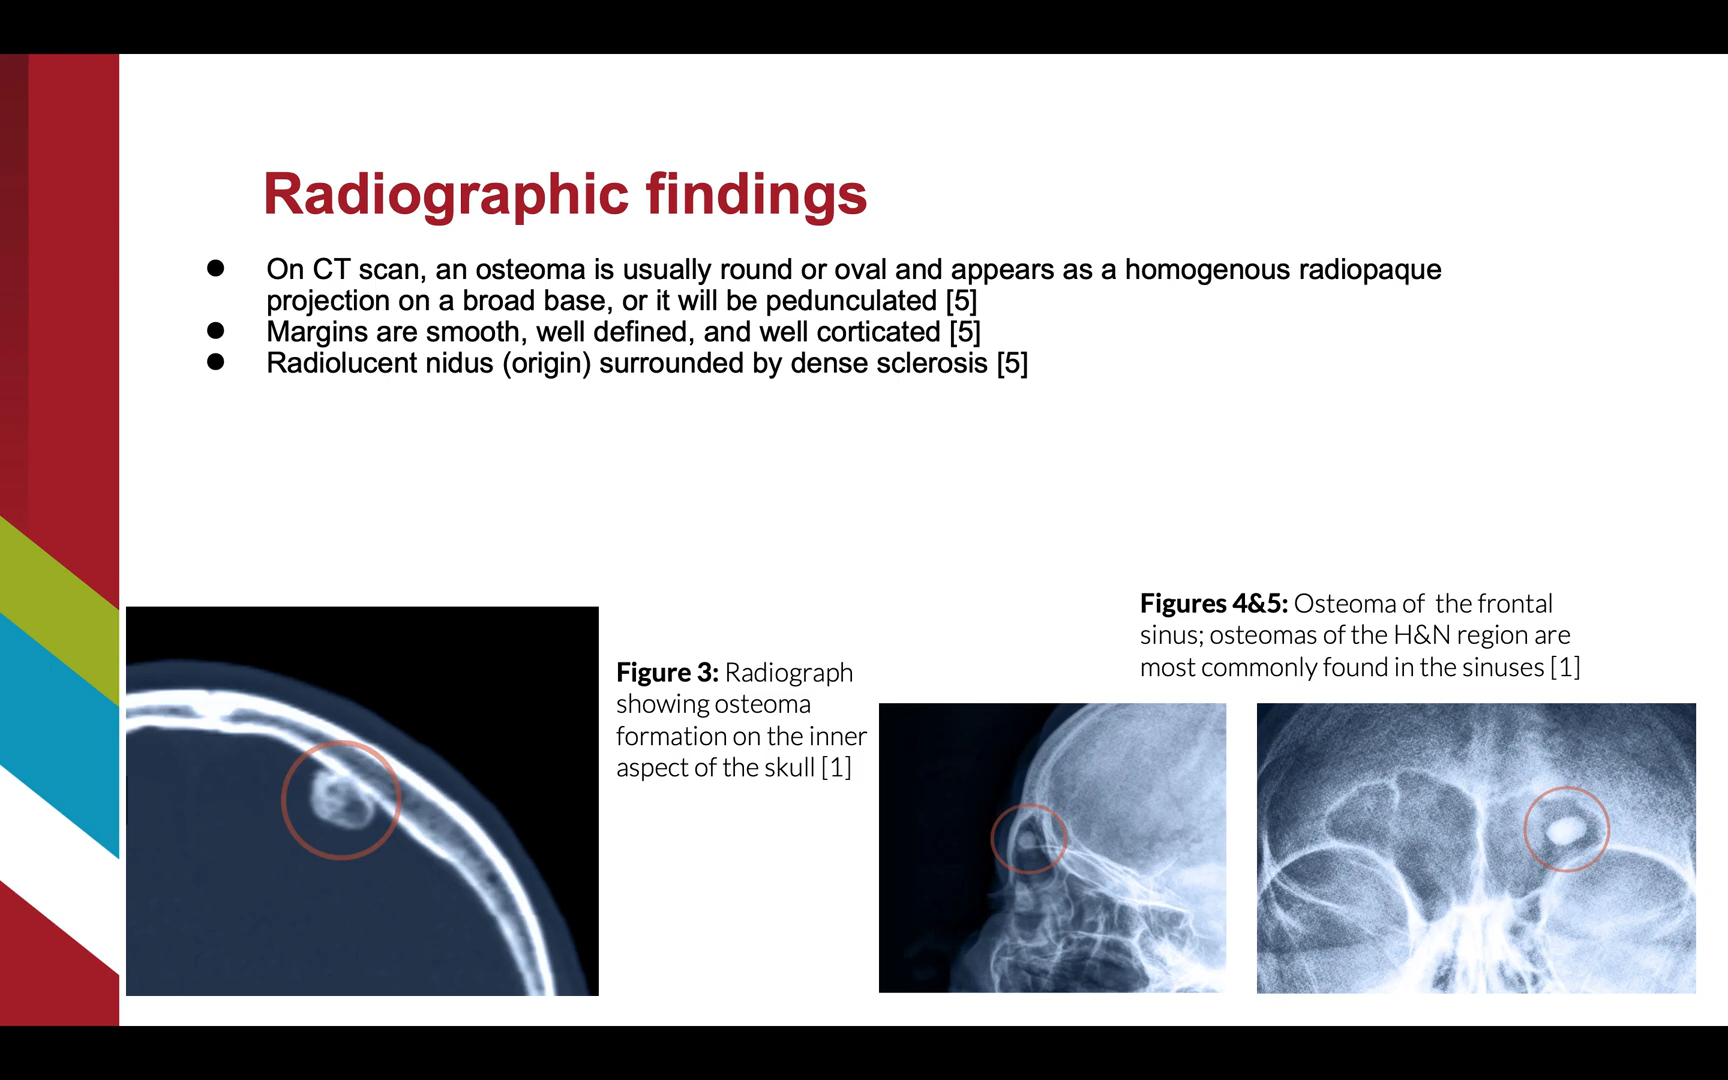 Radiographic findings
● On CT scan, an osteoma is usually round or oval and appears as a homogenous radiopaque
projection on a broad base, or it will be pedunculated [5]
● Margins are smooth, well defined, and well corticated [5]
● Radiolucent nidus (origin) surrounded by dense sclerosis [5]
Figure 3: Radiograph
showing osteoma
formation on the inner
aspect of the skull [1]
Figures 4&5: Osteoma of the frontal
sinus; osteomas of the H&N region are
most commonly found in the sinuses [1]